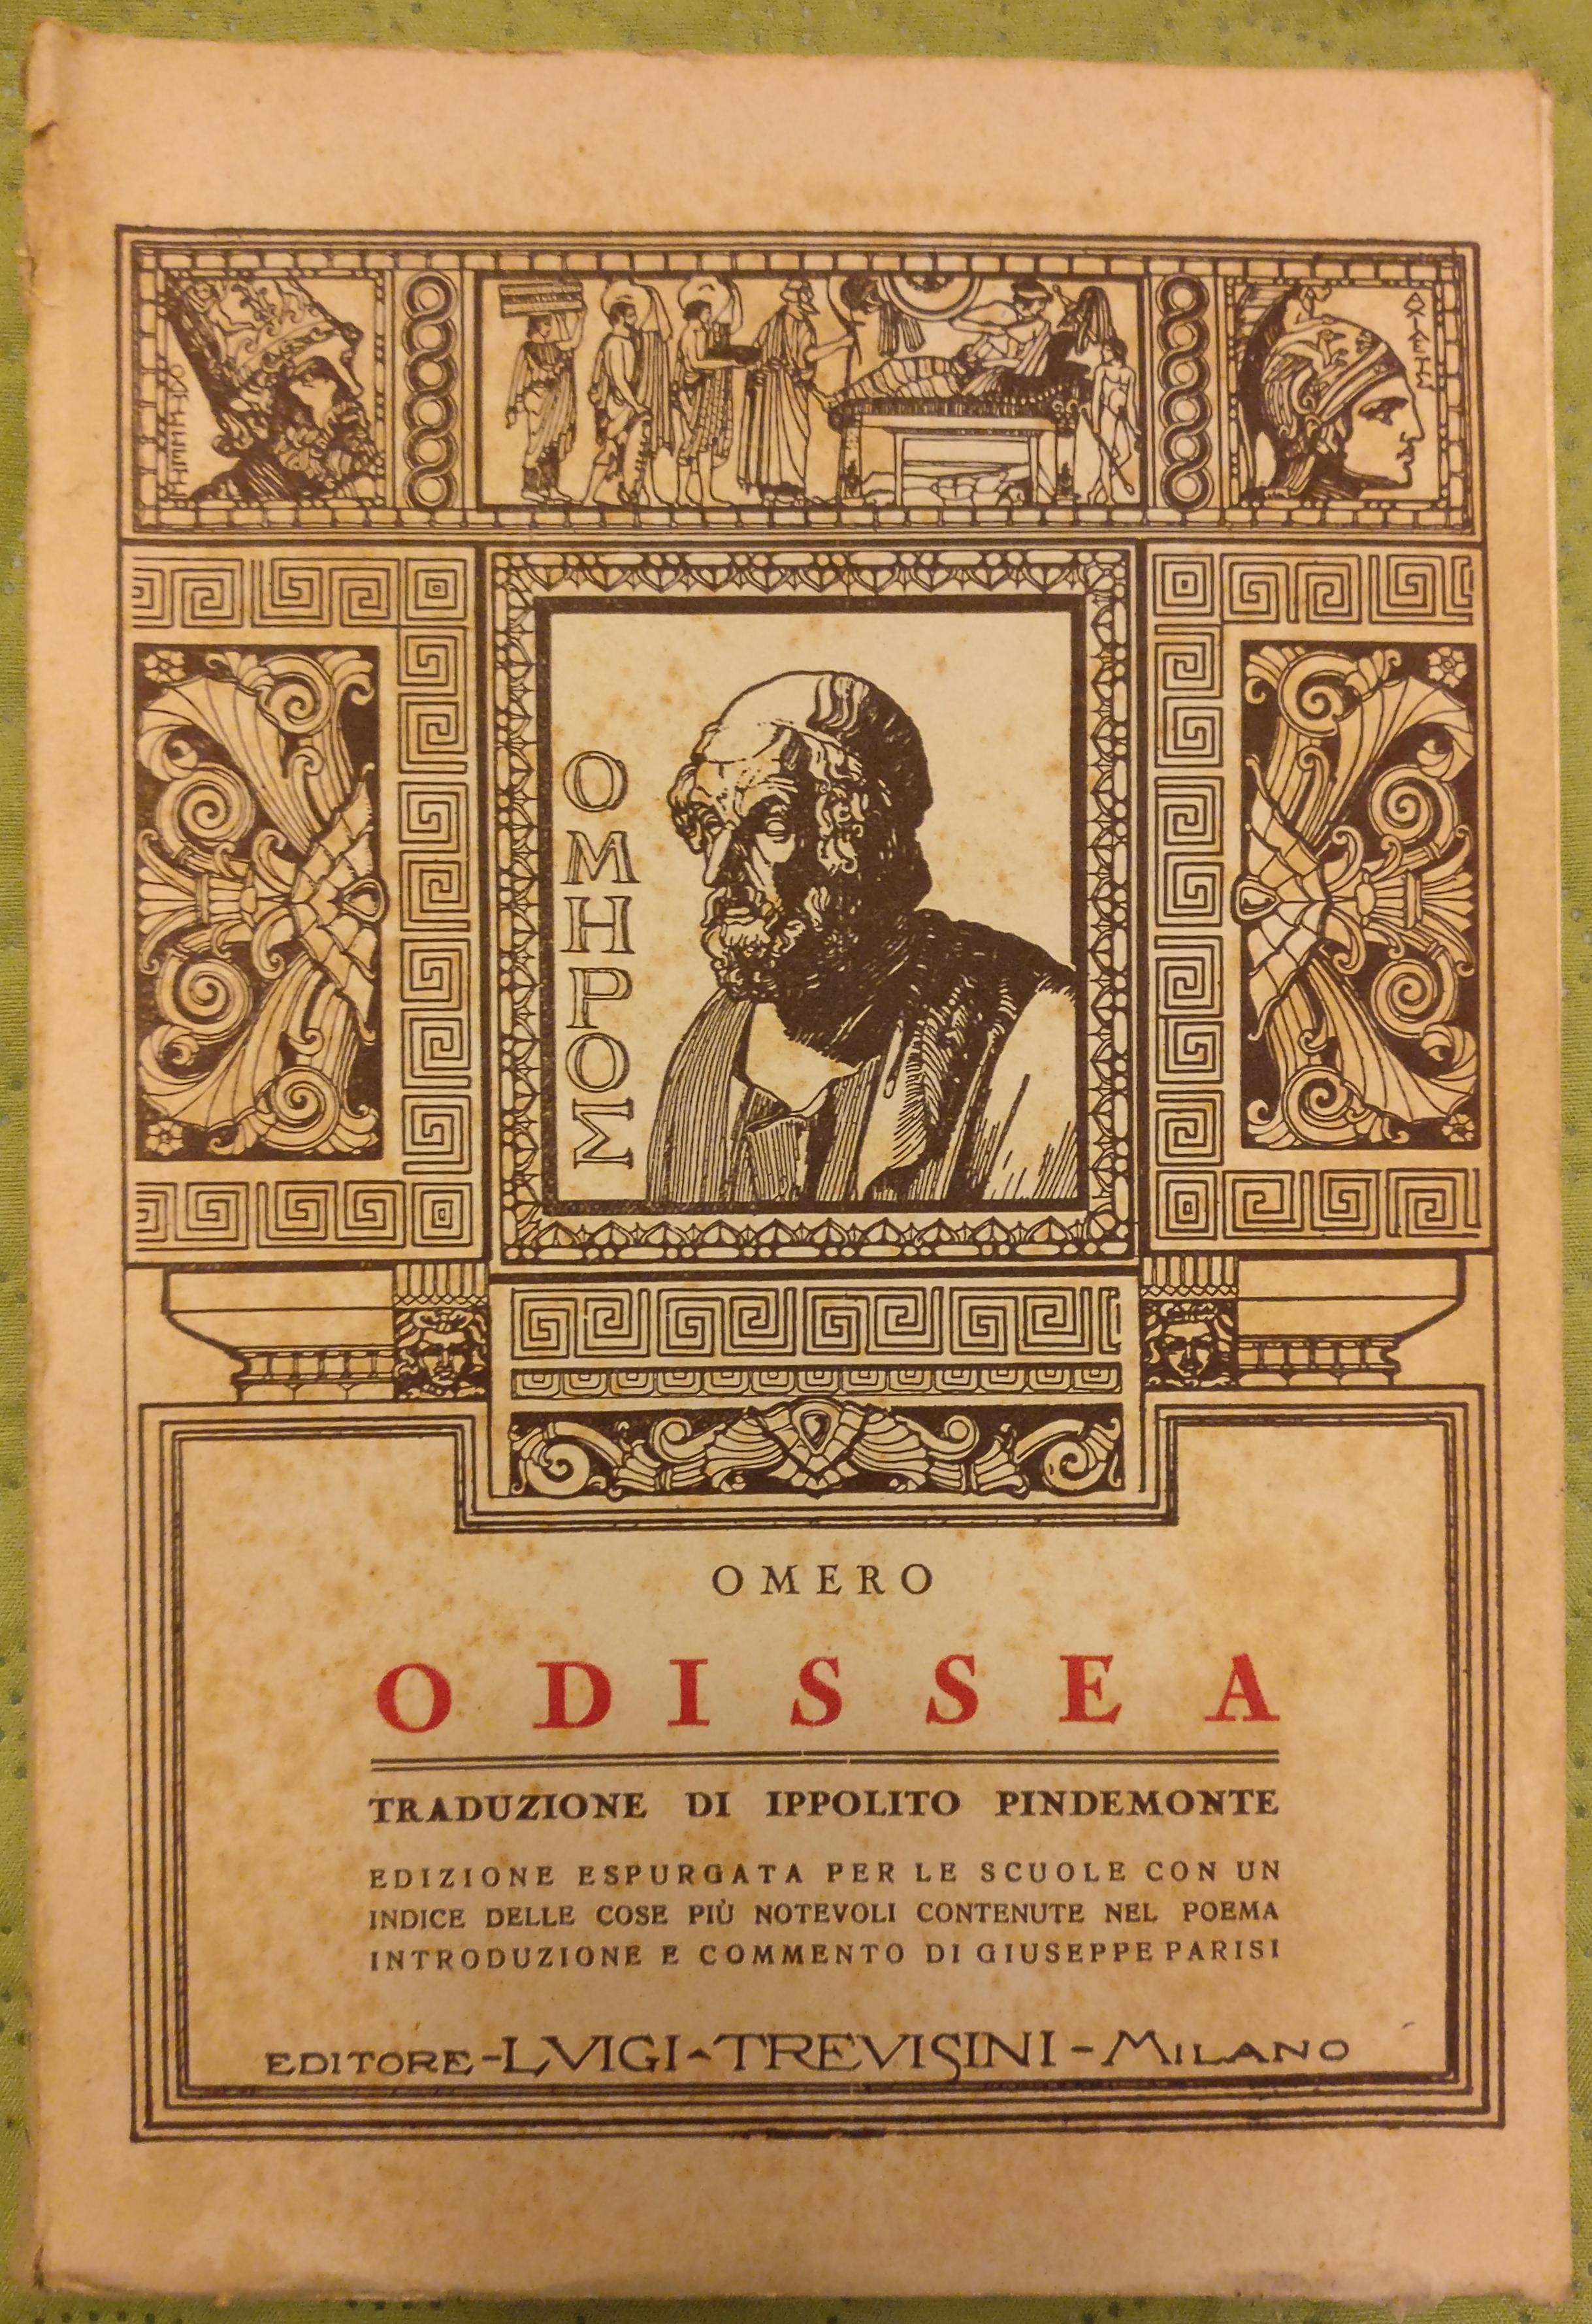 ΟΜΗΡΟΣ
OMERO
ODISSEA
TRADUZIONE DI IPPOLITO PINDEMONTE
EDIZIONE ESPURGATA PER LE SCUOLE CON UN
INDICE DELLE COSE PIÙ NOTEVOLI CONTENUTE NEL POEMA
INTRODUZIONE E COMMENTO DI GIUSEPPE PARISI
EDITORE-LVIGI-TREVISINI-MILANO